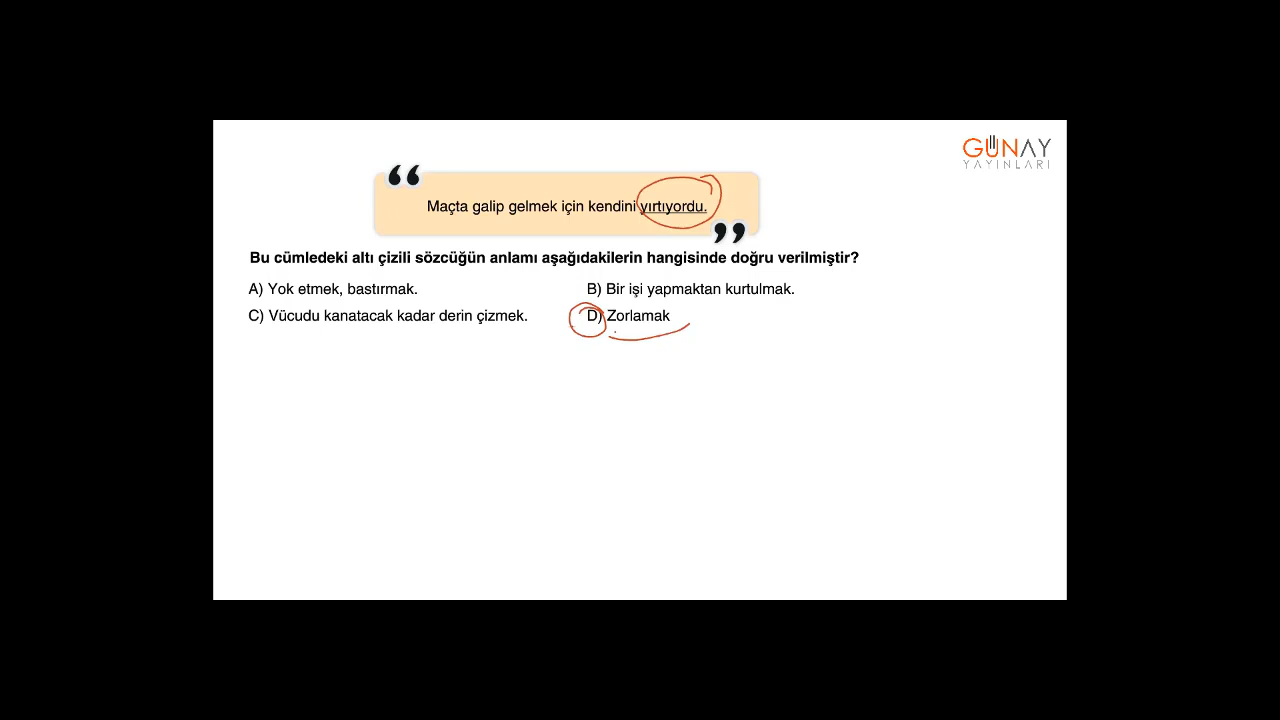 GÜNAY
YAYINLARI
“
Maçta galip gelmek için kendini yırtıyordu.
”
Bu cümledeki altı çizili sözcüğün anlamı aşağıdakilerin hangisinde doğru verilmiştir?
A) Yok etmek, bastırmak.
B) Bir işi yapmaktan kurtulmak.
C) Vücudu kanatacak kadar derin çizmek.
D) Zorlamak